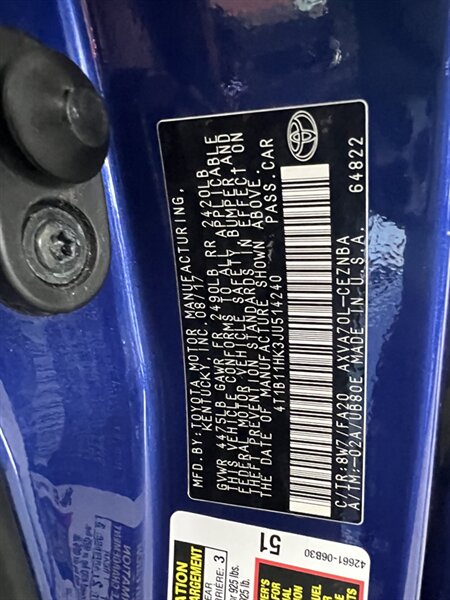 MFD.BY:TOYOTA MOTOR MANUFACTURING,
KENTUCKY, INC. 08/17
GVWR 4475LB GAWR FR 2490LB RR 2420LB
THIS VEHICLE CONFORMS TO ALL APPLICABLE
FEDERAL MOTOR VEHICLE SAFETY, BUMPER, AND
THEFT PREVENTION STANDARDS IN EFFECT ON
THE DATE OF MANUFACTURE SHOWN ABOVE.
4T1B11HK3JU514240 PASS. CAR
C/TR:8W7/FA20 AXVA70L-CEZNBA
A/TM:-02A/UB80E MADE IN U.S.A. 64822
42661-06B30
51
REAR 3
ARRIERE